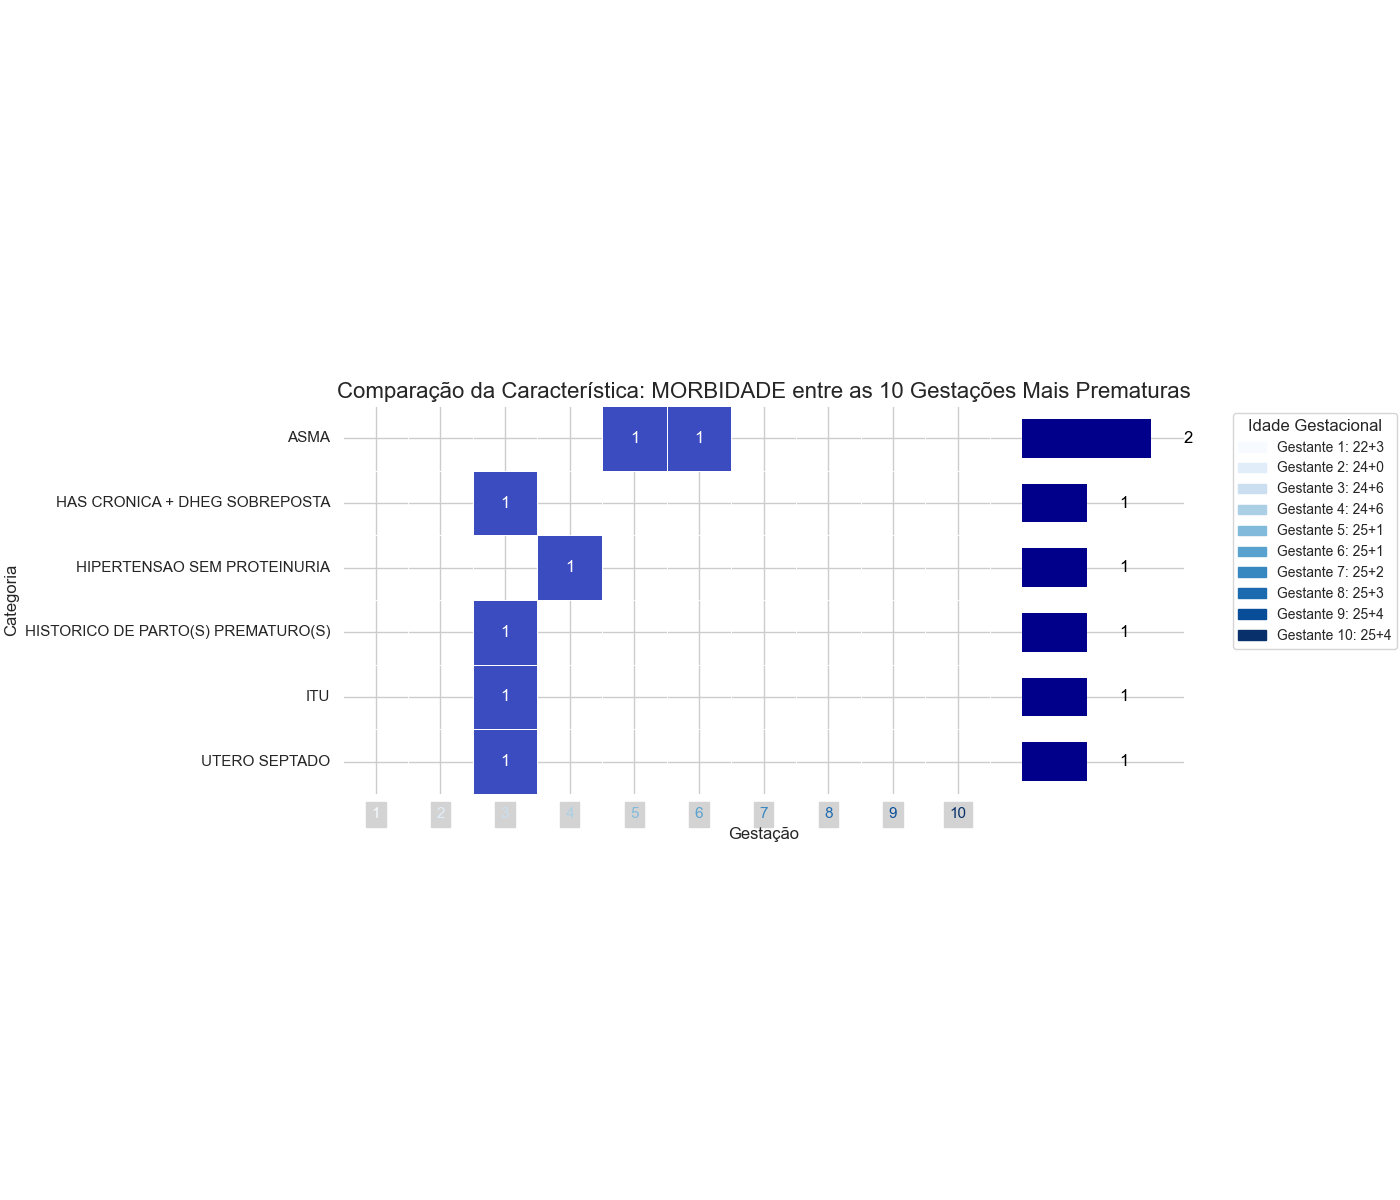 Comparação da Característica: MORBIDADE entre as 10 Gestações Mais Prematuras
Categoria
ASMA 1 1 2
HAS CRONICA + DHEG SOBREPOSTA 1 1
HIPERTENSAO SEM PROTEINURIA 1 1
HISTORICO DE PARTO(S) PREMATURO(S) 1 1
ITU 1 1
UTERO SEPTADO 1 1
1 2 3 4 5 6 7 8 9 10
Gestação
Idade Gestacional
Gestante 1: 22+3
Gestante 2: 24+0
Gestante 3: 24+6
Gestante 4: 24+6
Gestante 5: 25+1
Gestante 6: 25+1
Gestante 7: 25+2
Gestante 8: 25+3
Gestante 9: 25+4
Gestante 10: 25+4